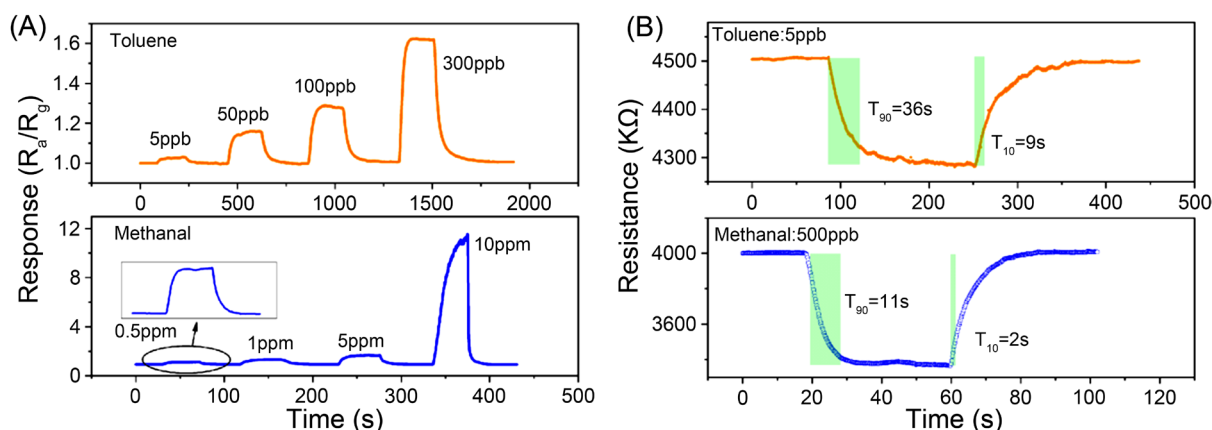 (A)
Response (Ra/Rg)
1.6
1.4
1.2
1.0
Toluene
5ppb
50ppb
100ppb
300ppb
0 500 1000 1500 2000
12
8
4
0
Methanal
0.5ppm
1ppm
5ppm
10ppm
0 100 200 300 400 500
Time (s)
(B)
Resistance (KΩ)
4500
4400
4300
Toluene:5ppb
T90=36s
T10=9s
0 100 200 300 400 500
4000
3600
Methanal:500ppb
T90=11s
T10=2s
0 20 40 60 80 100 120
Time (s)